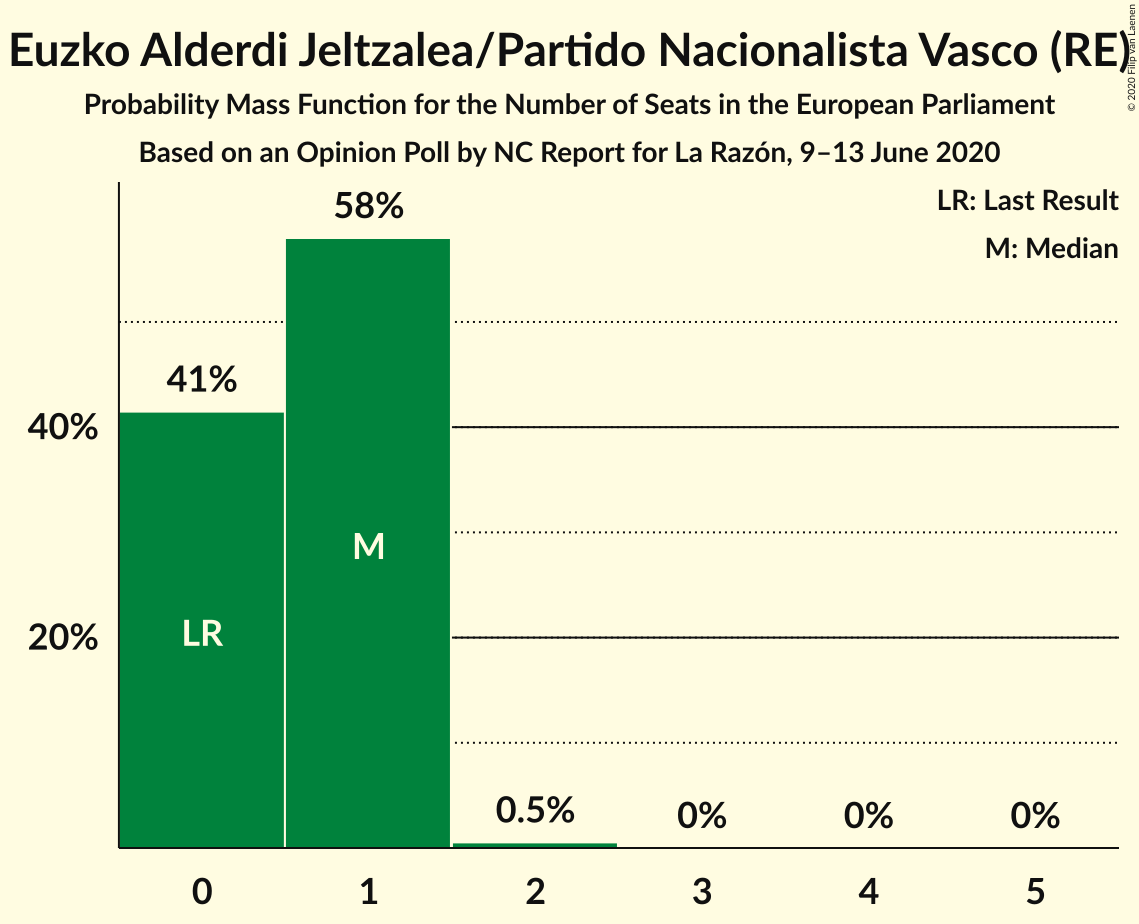 Euzko Alderdi Jeltzalea/Partido Nacionalista Vasco (RE)
© 2020 Filip van Laenen
Probability Mass Function for the Number of Seats in the European Parliament
Based on an Opinion Poll by NC Report for La Razón, 9–13 June 2020
LR: Last Result
M: Median
58%
41%
40%
M
LR
20%
0.5%
0%
0%
0%
0
1
2
3
4
5